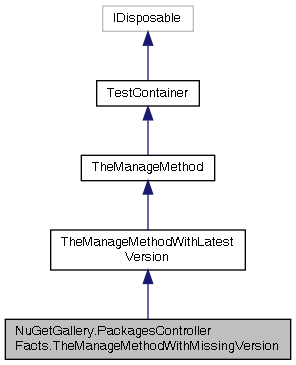 IDisposable
TestContainer
TheManageMethod
TheManageMethodWithLatest
Version
NuGetGallery.PackagesController
Facts.TheManageMethodWithMissingVersion